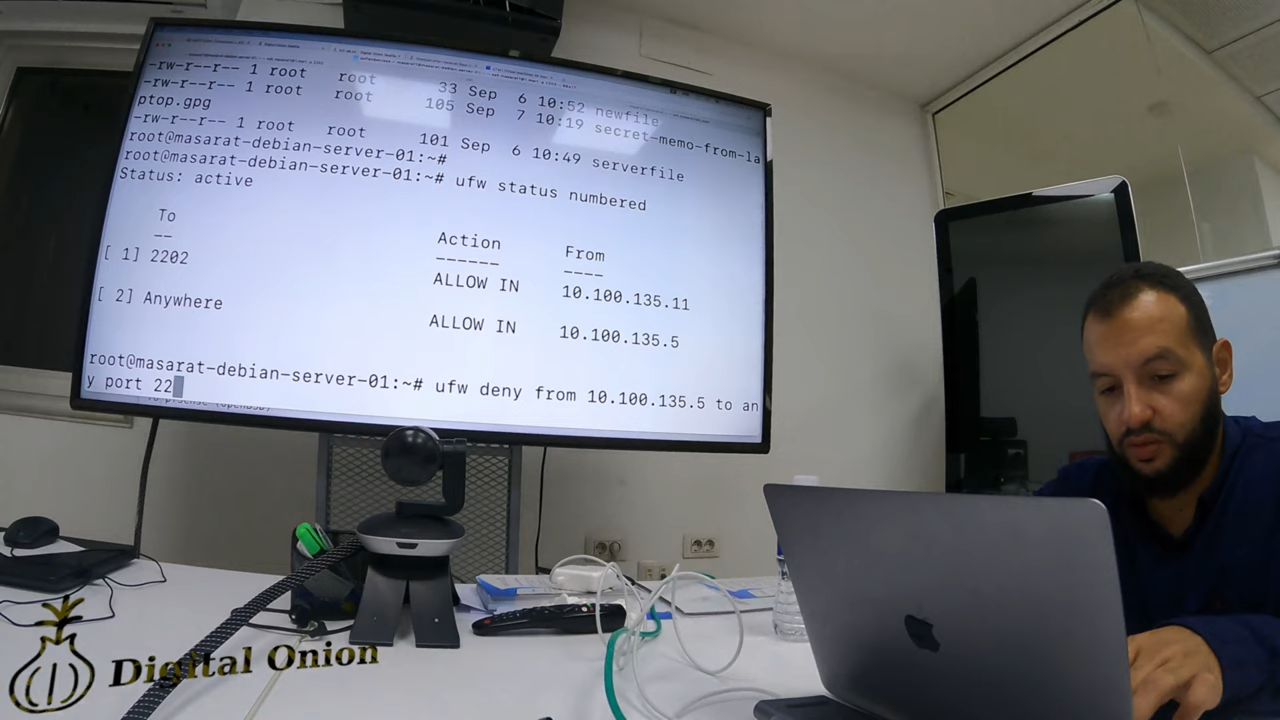 -rw-r--r-- 1 root root 33 Sep 6 10:52 newfile
-rw-r--r-- 1 root root 105 Sep 7 10:19 secret-memo-from-la
ptop.gpg
-rw-r--r-- 1 root root 101 Sep 6 10:49 serverfile
root@masarat-debian-server-01:~#
root@masarat-debian-server-01:~# ufw status numbered
Status: active
To Action From
-- ------ ----
[ 1] 2202 ALLOW IN 10.100.135.11
[ 2] Anywhere ALLOW IN 10.100.135.5
root@masarat-debian-server-01:~# ufw deny from 10.100.135.5 to an
y port 22
Digital Onion